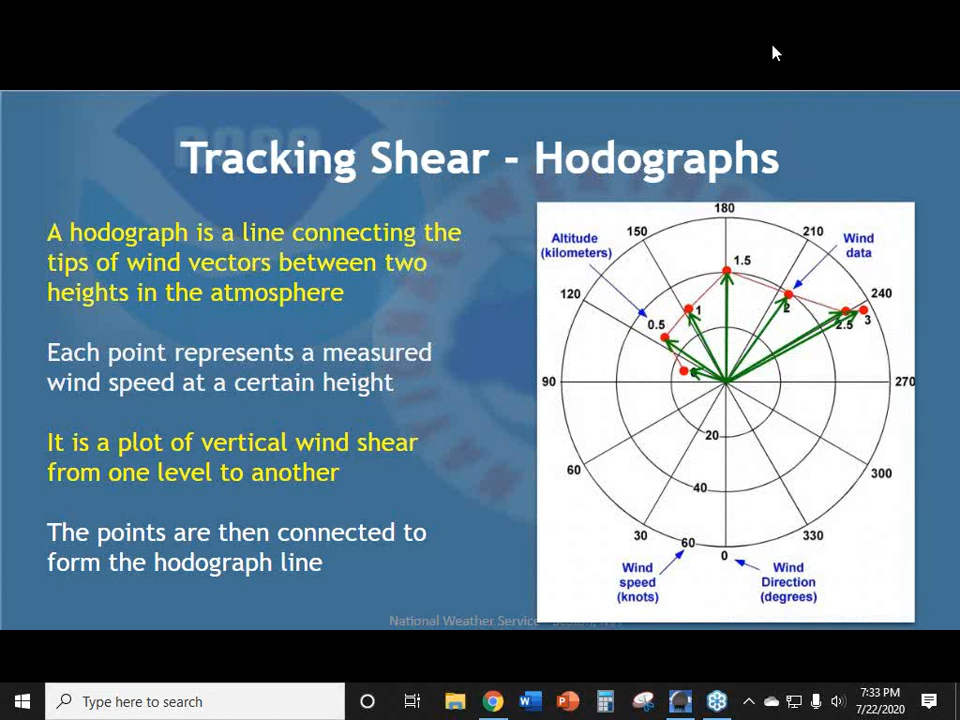 Tracking Shear - Hodographs
A hodograph is a line connecting the
tips of wind vectors between two
heights in the atmosphere
Each point represents a measured
wind speed at a certain height
It is a plot of vertical wind shear
from one level to another
The points are then connected to
form the hodograph line
180
150
210
Altitude
(kilometers)
Wind
data
1.5
120
240
1
2
0.5
2.5
3
90
270
20
60
300
40
30
60
330
0
Wind
speed
(knots)
Wind
Direction
(degrees)
National Weather Service
Type here to search
7:33 PM
7/22/2020